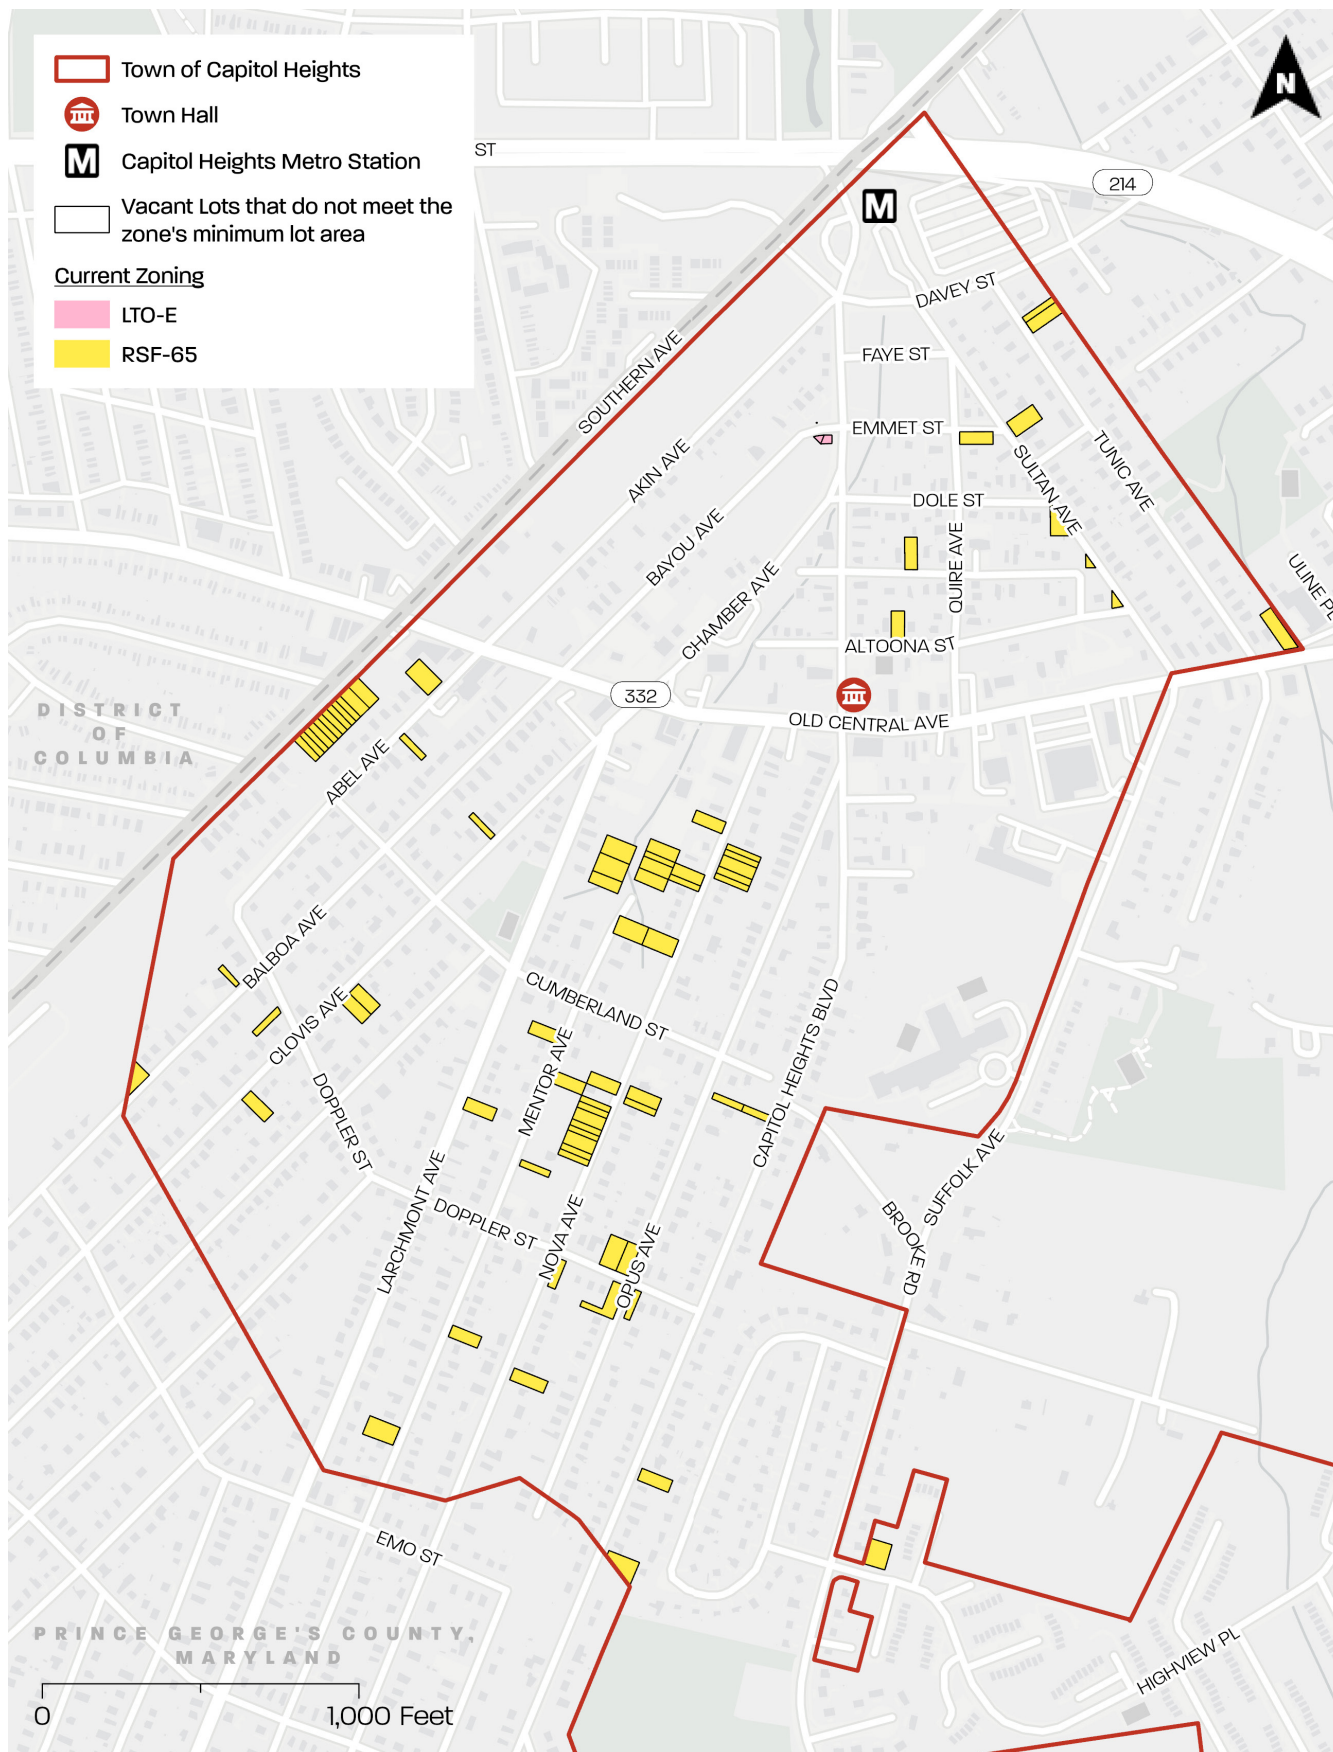 Town of Capitol Heights
Town Hall
M
Capitol Heights Metro Station
Vacant Lots that do not meet the
zone's minimum lot area
Current Zoning
LTO-E
RSF-65
N
ST
214
M
DAVEY ST
SOUTHERN AVE
FAYE ST
EMMET ST
AKIN AVE
TUNIC AVE
SULTAN AVE
DOLE ST
BAYOU AVE
QUIRE AVE
CHAMBER AVE
ULINE PL
ALTOONA ST
332
OLD CENTRAL AVE
DISTRICT
OF
COLUMBIA
ABEL AVE
BALBOA AVE
CLOVIS AVE
CUMBERLAND ST
MENTOR AVE
CAPITOL HEIGHTS BLVD
DOPPLER ST
SUFFOLK AVE
LARCHMONT AVE
DOPPLER ST
NOVA AVE
OPUS AVE
BROOKE RD
EMO ST
PRINCE GEORGE'S COUNTY,
MARYLAND
HIGHVIEW PL
0
1,000 Feet